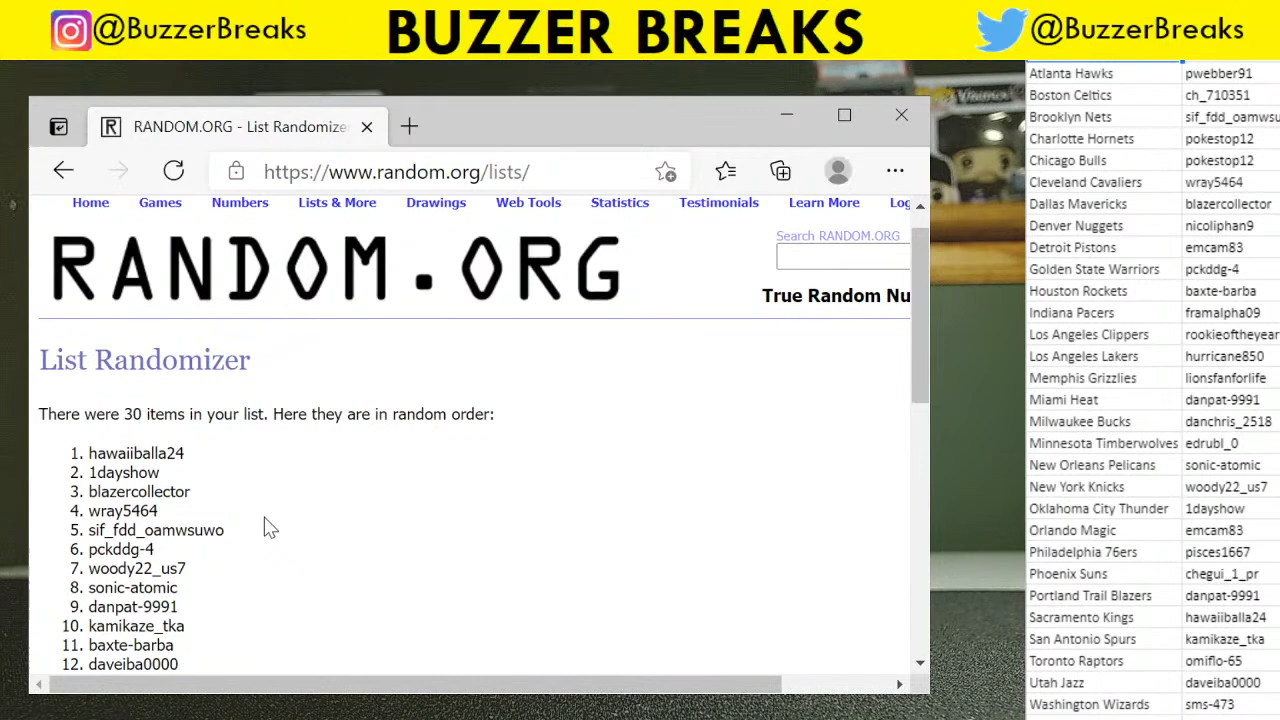 @BuzzerBreaks
BUZZER BREAKS
@BuzzerBreaks
RANDOM.ORG - List Randomize
https://www.random.org/lists/
Home Games Numbers Lists & More Drawings Web Tools Statistics Testimonials Learn More Log
RANDOM.ORG
Search RANDOM.ORG
True Random Nu
List Randomizer
There were 30 items in your list. Here they are in random order:
1. hawaiiballa24
2. 1dayshow
3. blazercollector
4. wray5464
5. sif_fdd_oamwsuwo
6. pckddg-4
7. woody22_us7
8. sonic-atomic
9. danpat-9991
10. kamikaze_tka
11. baxte-barba
12. daveiba0000
Atlanta Hawks pwebber91
Boston Celtics ch_710351
Brooklyn Nets sif_fdd_oamwsu
Charlotte Hornets pokestop12
Chicago Bulls pokestop12
Cleveland Cavaliers wray5464
Dallas Mavericks blazercollector
Denver Nuggets nicoliphan9
Detroit Pistons emcam83
Golden State Warriors pckddg-4
Houston Rockets baxte-barba
Indiana Pacers framalpha09
Los Angeles Clippers rookieoftheyear
Los Angeles Lakers hurricane850
Memphis Grizzlies lionsfanforlife
Miami Heat danpat-9991
Milwaukee Bucks danchris_2518
Minnesota Timberwolves edrubl_0
New Orleans Pelicans sonic-atomic
New York Knicks woody22_us7
Oklahoma City Thunder 1dayshow
Orlando Magic emcam83
Philadelphia 76ers pisces1667
Phoenix Suns chegui_1_pr
Portland Trail Blazers danpat-9991
Sacramento Kings hawaiiballa24
San Antonio Spurs kamikaze_tka
Toronto Raptors omiflo-65
Utah Jazz daveiba0000
Washington Wizards sms-473